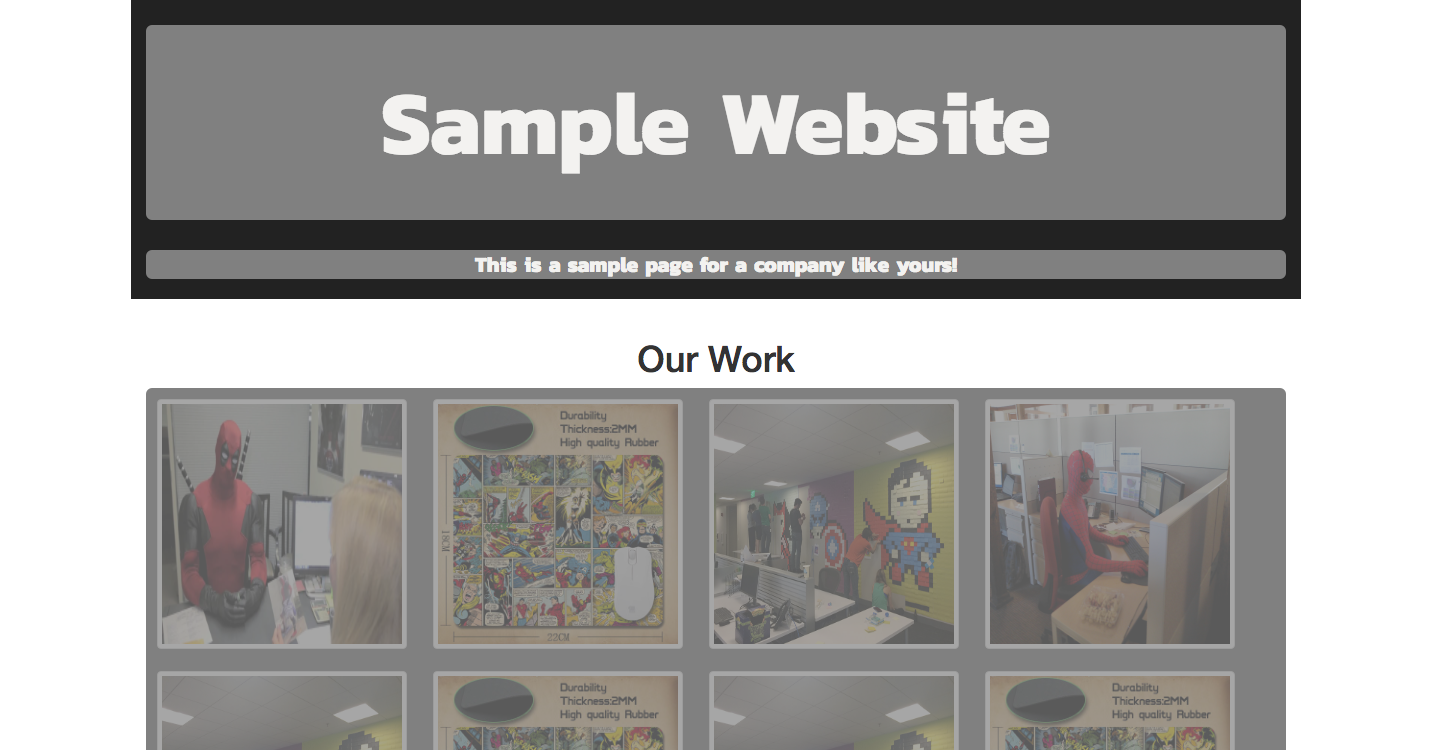 Sample Website
This is a sample page for a company like yours!
Our Work
Durability
Thickness:2MM
High quality Rubber
18CM
22CM
Durability
Thickness:2MM
High quality Rubber
Durability
Thickness:2MM
High quality Rubber